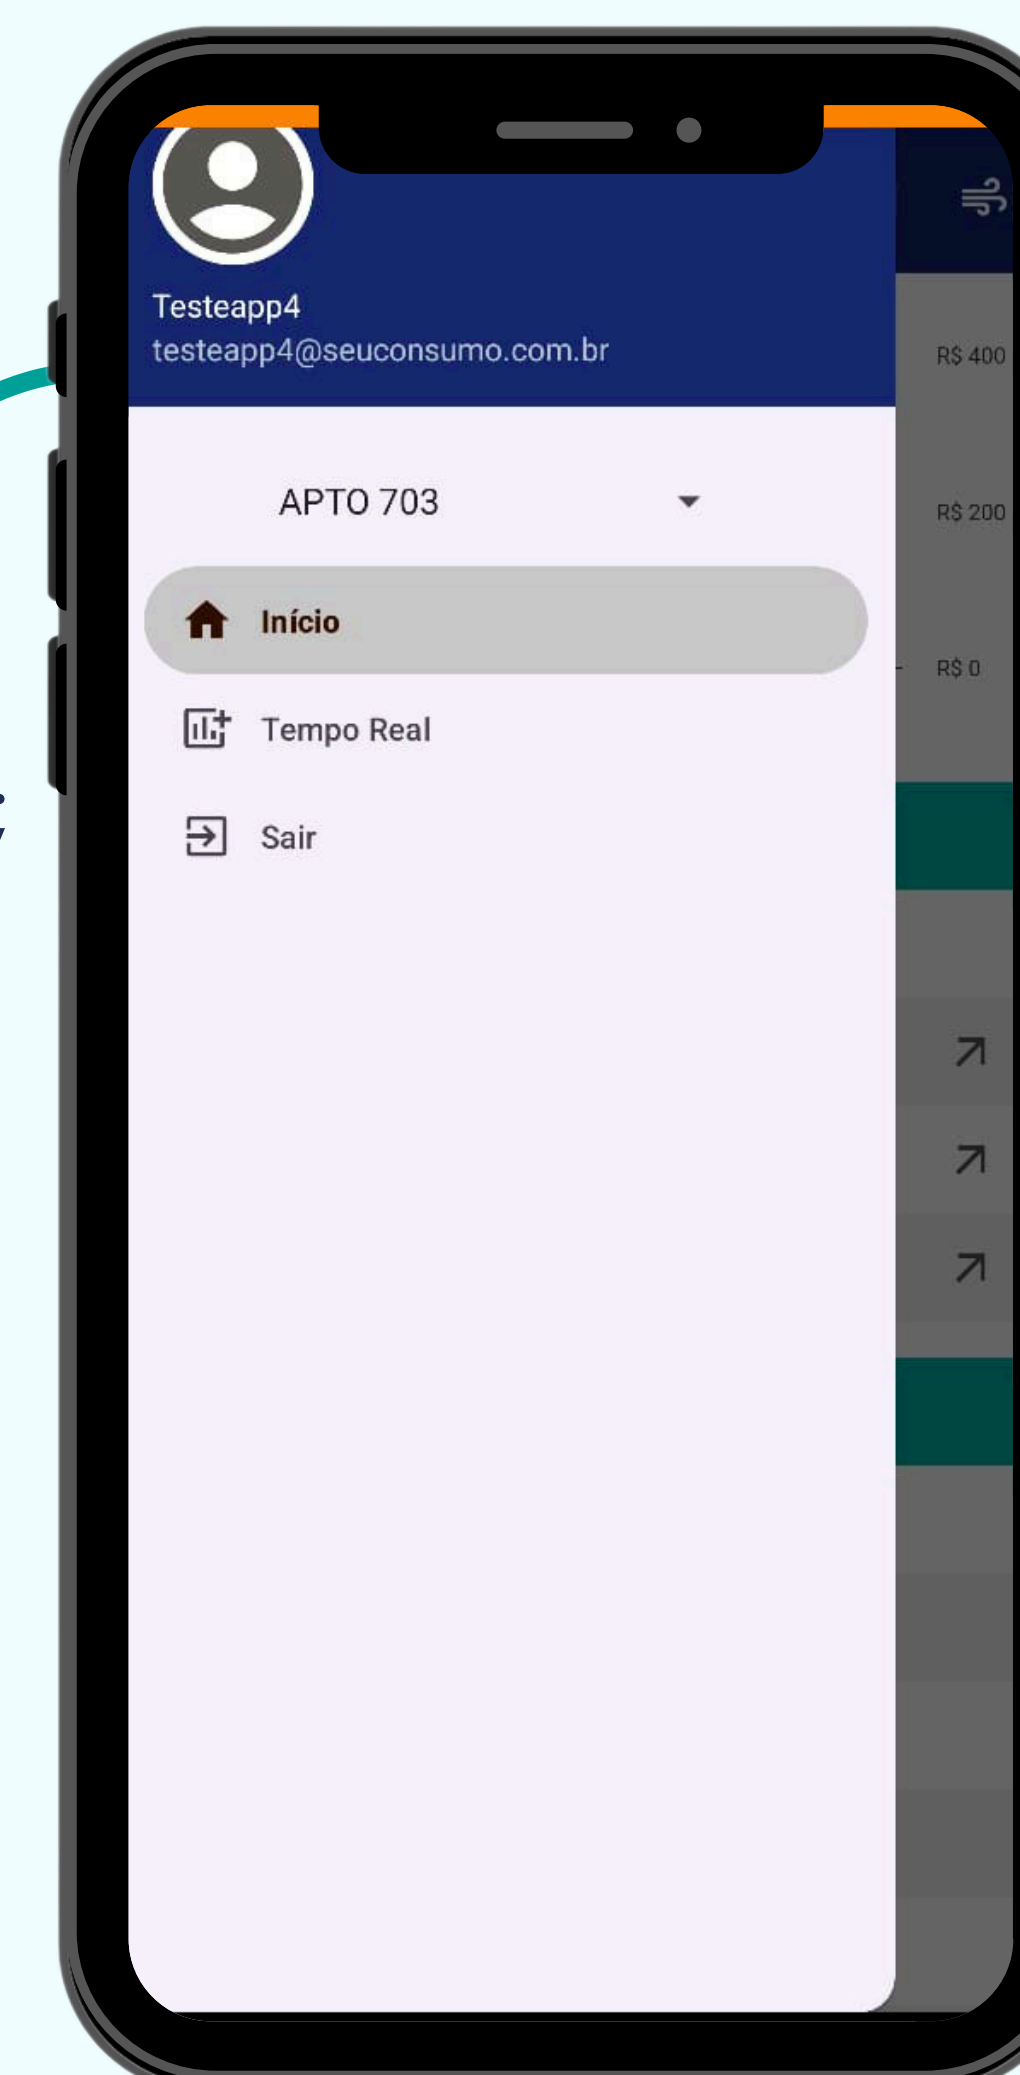 Testeapp4
testeapp4@seuconsumo.com.br
APTO 703
Início
Tempo Real
Sair
R$ 400
R$ 200
R$ 0
;